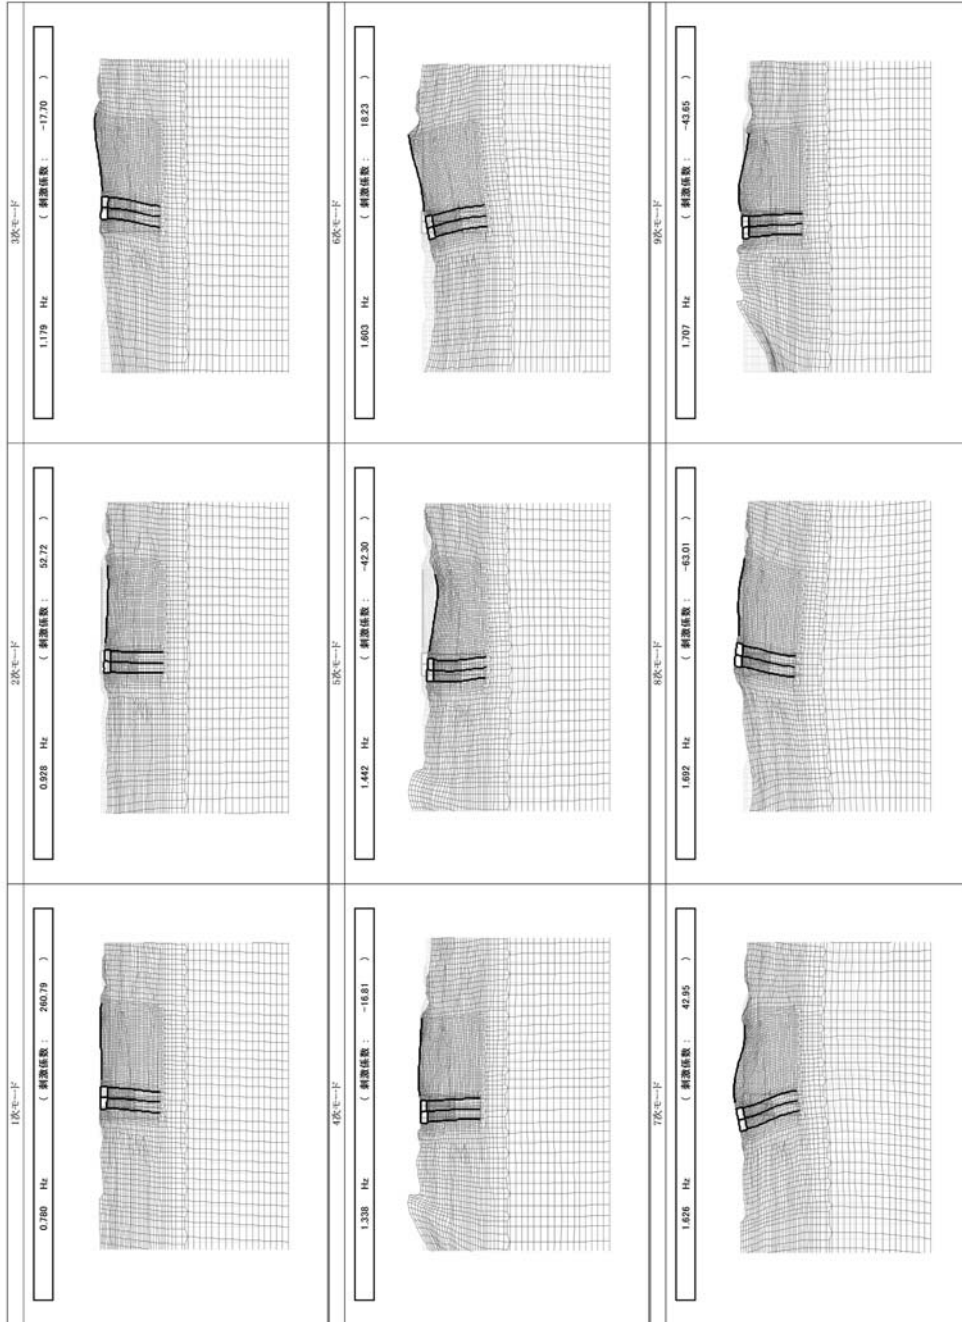 1次モード
0.780 Hz ( 刺激係数 : 260.79 )
2次モード
0.928 Hz ( 刺激係数 : 52.72 )
3次モード
1.179 Hz ( 刺激係数 : -17.70 )
4次モード
1.338 Hz ( 刺激係数 : -16.81 )
5次モード
1.442 Hz ( 刺激係数 : -42.30 )
6次モード
1.603 Hz ( 刺激係数 : 18.23 )
7次モード
1.626 Hz ( 刺激係数 : 42.95 )
8次モード
1.692 Hz ( 刺激係数 : -63.01 )
9次モード
1.707 Hz ( 刺激係数 : -43.65 )